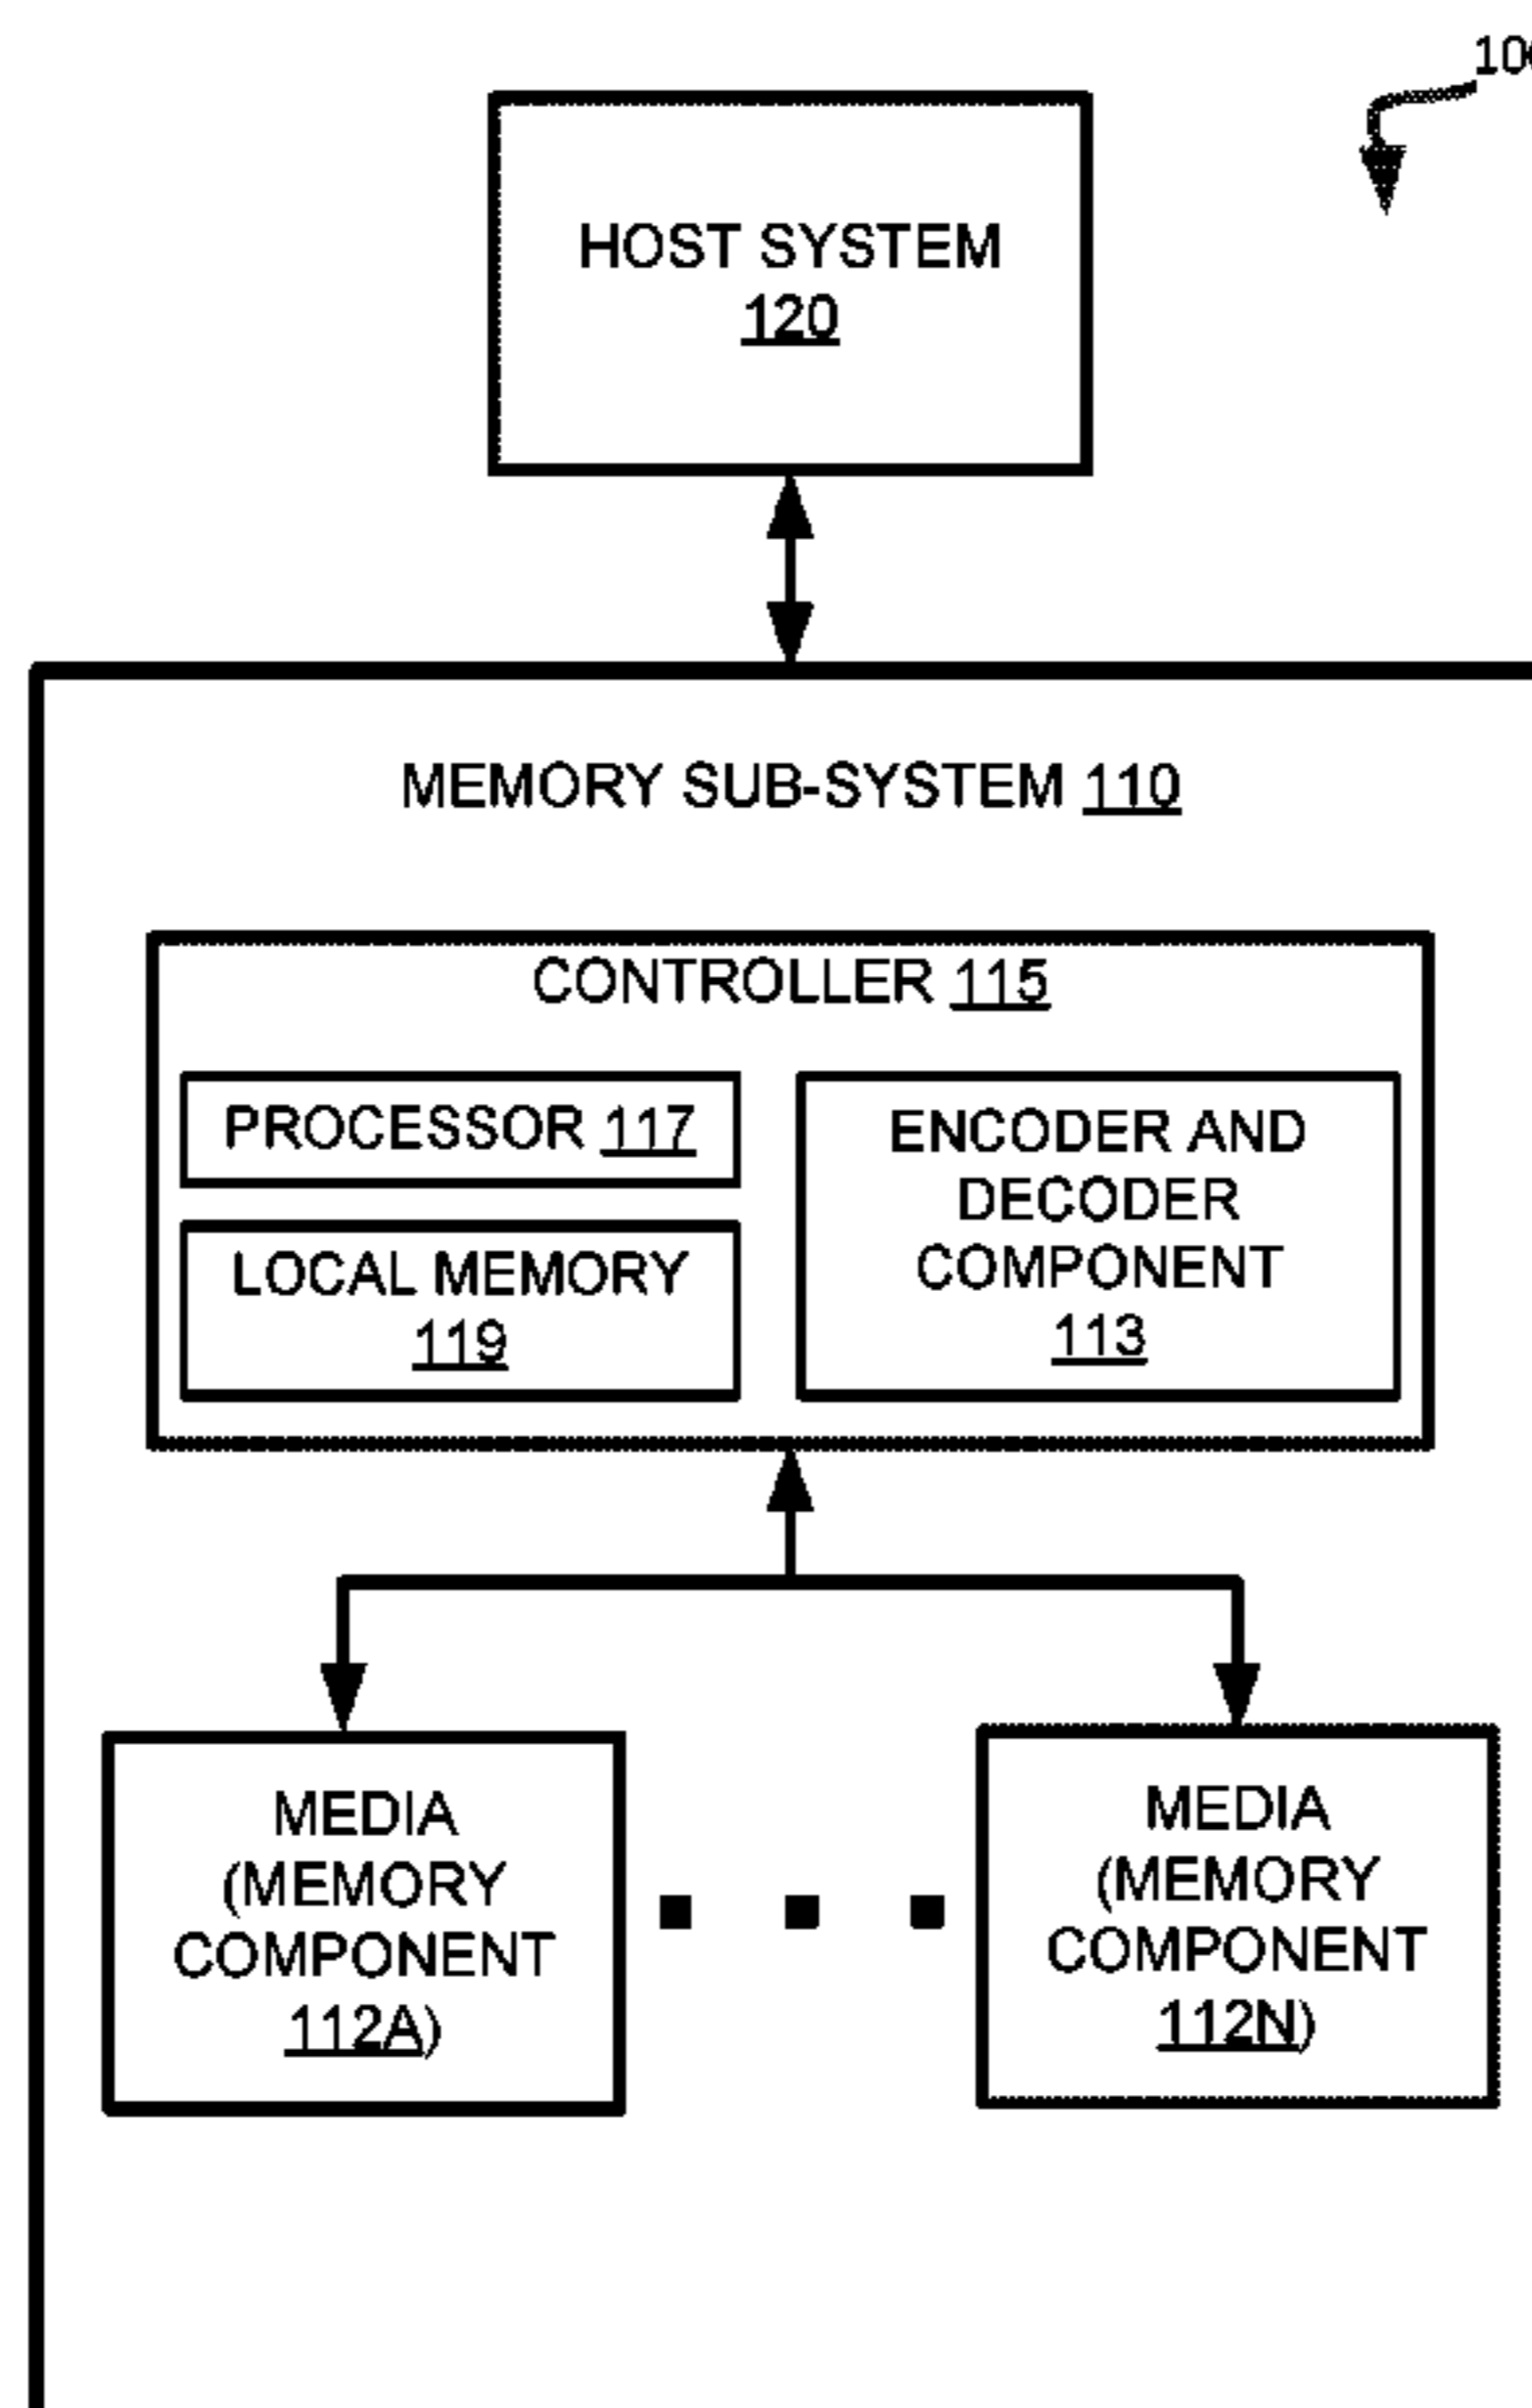 HOST SYSTEM
120
MEMORY SUB-SYSTEM 110
CONTROLLER 115
PROCESSOR 117
LOCAL MEMORY
119
ENCODER AND
DECODER
COMPONENT
113
MEDIA
(MEMORY
COMPONENT
112A)
MEDIA
(MEMORY
COMPONENT
112N)